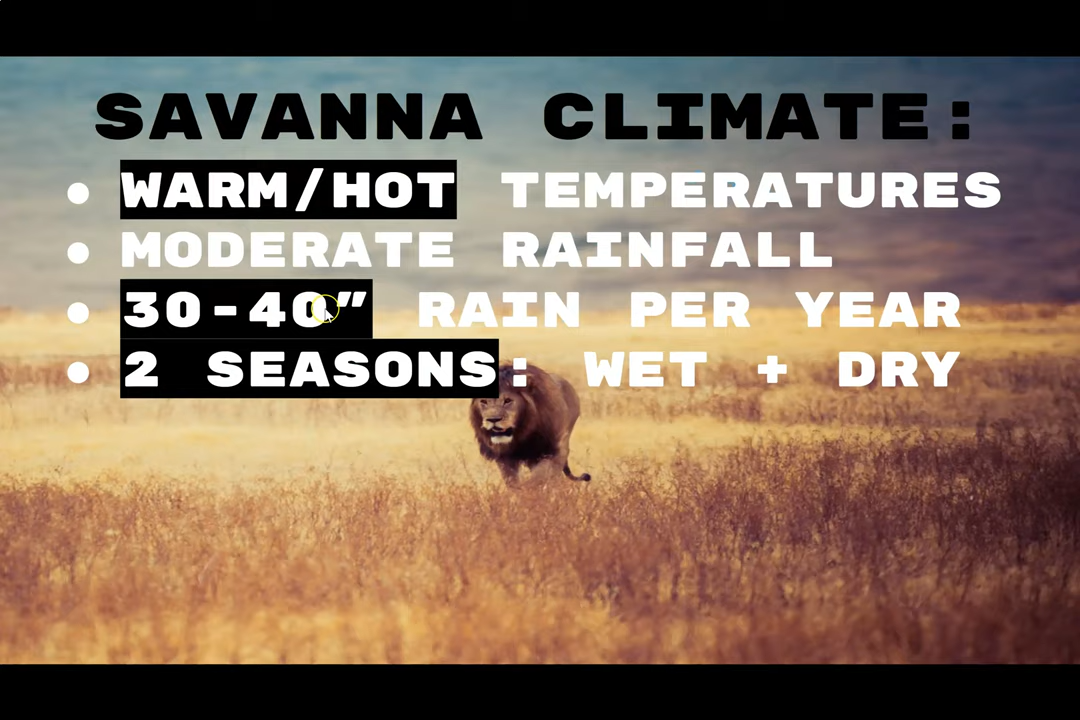 SAVANNA CLIMATE:
• WARM/HOT TEMPERATURES
• MODERATE RAINFALL
• 30-40" RAIN PER YEAR
• 2 SEASONS: WET + DRY